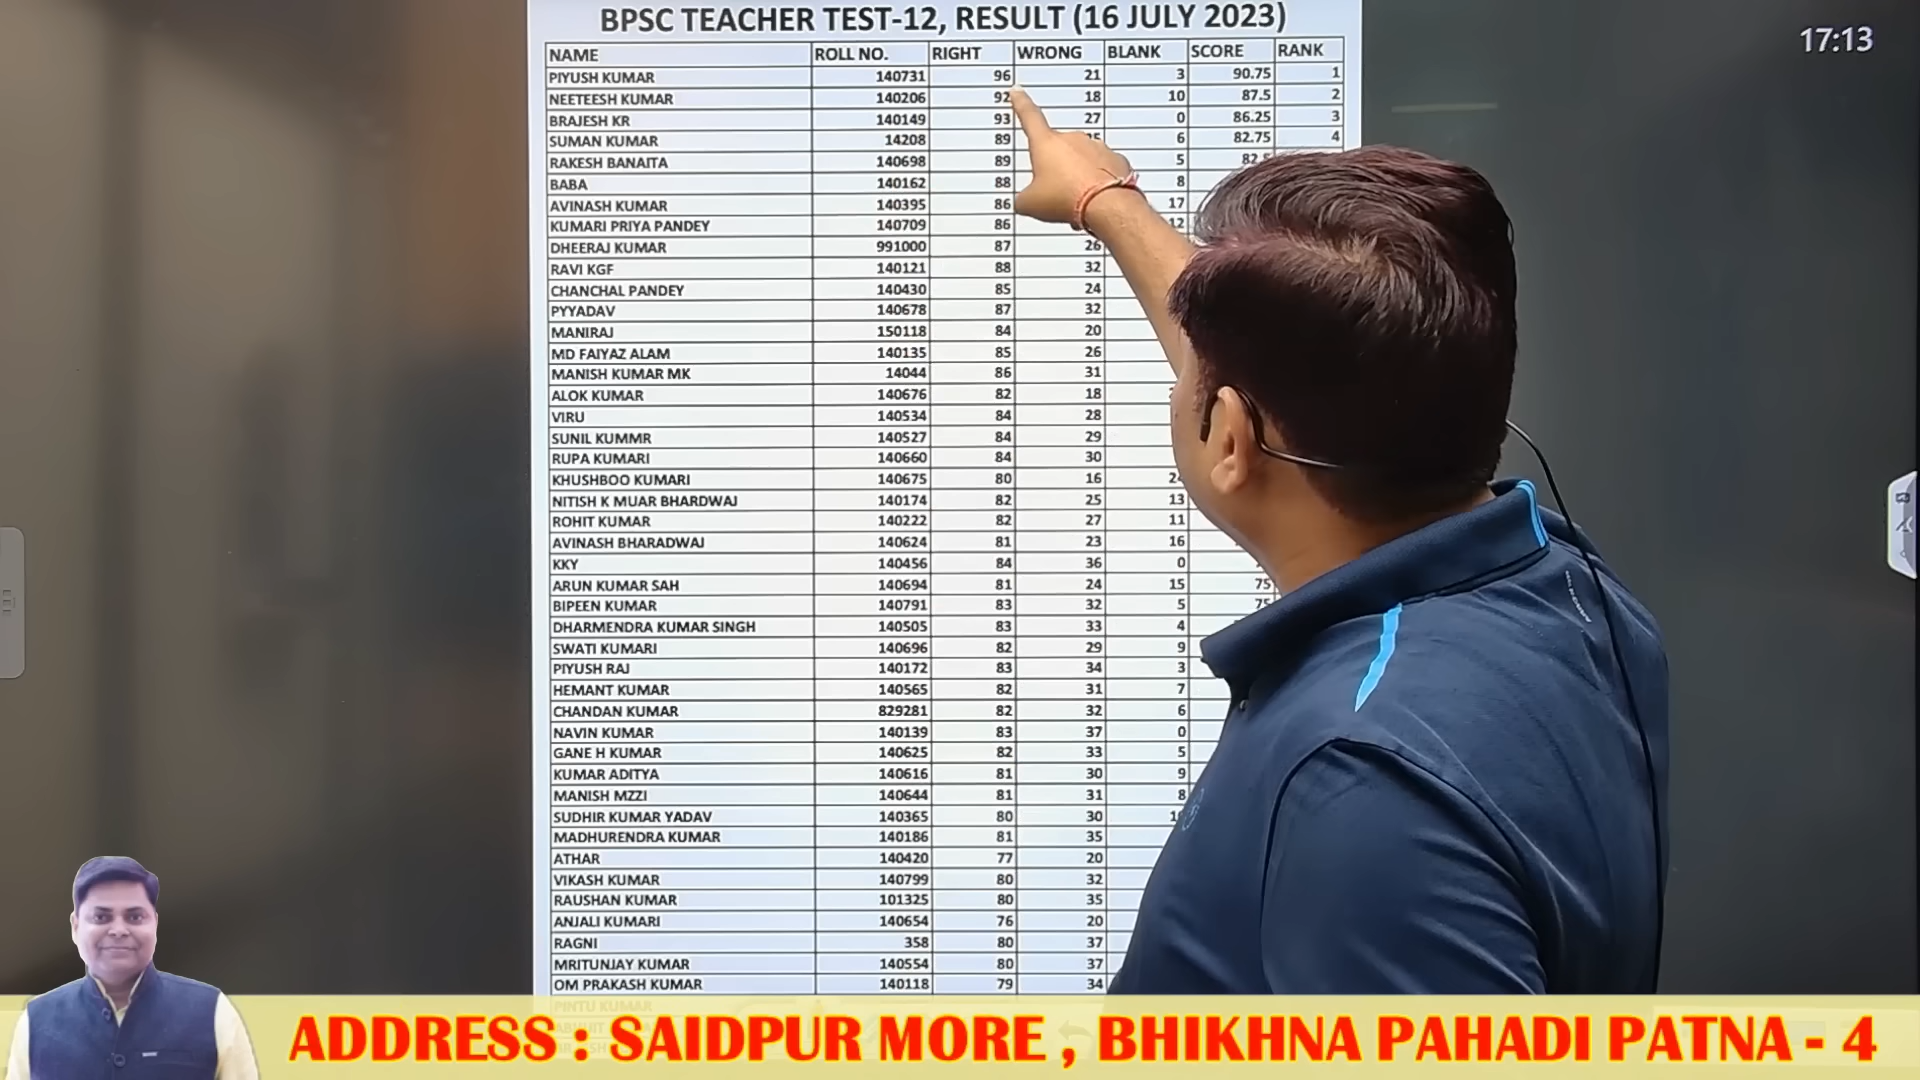 BPSC TEACHER TEST-12, RESULT (16 JULY 2023)
17:13
NAME ROLL NO. RIGHT WRONG BLANK SCORE RANK
PIYUSH KUMAR 140731 96 21 3 90.75 1
NEETEESH KUMAR 140206 92 18 10 87.5 2
BRAJESH KR 140149 93 27 0 86.25 3
SUMAN KUMAR 14208 89 6 82.75 4
RAKESH BANAITA 140698 89 5
BABA 140162 88 8
AVINASH KUMAR 140395 86 17
KUMARI PRIYA PANDEY 140709 86 12
DHEERAJ KUMAR 991000 87 26
RAVI KGF 140121 88 32
CHANCHAL PANDEY 140430 85 24
PYYADAV 140678 87 32
MANIRAJ 150118 84 20
MD FAIYAZ ALAM 140135 85 26
MANISH KUMAR MK 14044 86 31
ALOK KUMAR 140676 82 18
VIRU 140534 84 28
SUNIL KUMMR 140527 84 29
RUPA KUMARI 140660 84 30
KHUSHBOO KUMARI 140675 80 16 24
NITISH K MUAR BHARDWAJ 140174 82 25 13
ROHIT KUMAR 140222 82 27 11
AVINASH BHARADWAJ 140624 81 23 16
KKY 140456 84 36 0
ARUN KUMAR SAH 140694 81 24 15 75
BIPEEN KUMAR 140791 83 32 5 75
DHARMENDRA KUMAR SINGH 140505 83 33 4
SWATI KUMARI 140696 82 29 9
PIYUSH RAJ 140172 83 34 3
HEMANT KUMAR 140565 82 31 7
CHANDAN KUMAR 829281 82 32 6
NAVIN KUMAR 140139 83 37 0
GANE H KUMAR 140625 82 33 5
KUMAR ADITYA 140616 81 30 9
MANISH MZZI 140644 81 31 8
SUDHIR KUMAR YADAV 140365 80 30
MADHURENDRA KUMAR 140186 81 35
ATHAR 140420 77 20
VIKASH KUMAR 140799 80 32
RAUSHAN KUMAR 101325 80 35
ANJALI KUMARI 140654 76 20
RAGNI 358 80 37
MRITUNJAY KUMAR 140554 80 37
OM PRAKASH KUMAR 140118 79 34
PINTU KUMAR
ADDRESS : SAIDPUR MORE , BHIKHNA PAHADI PATNA - 4